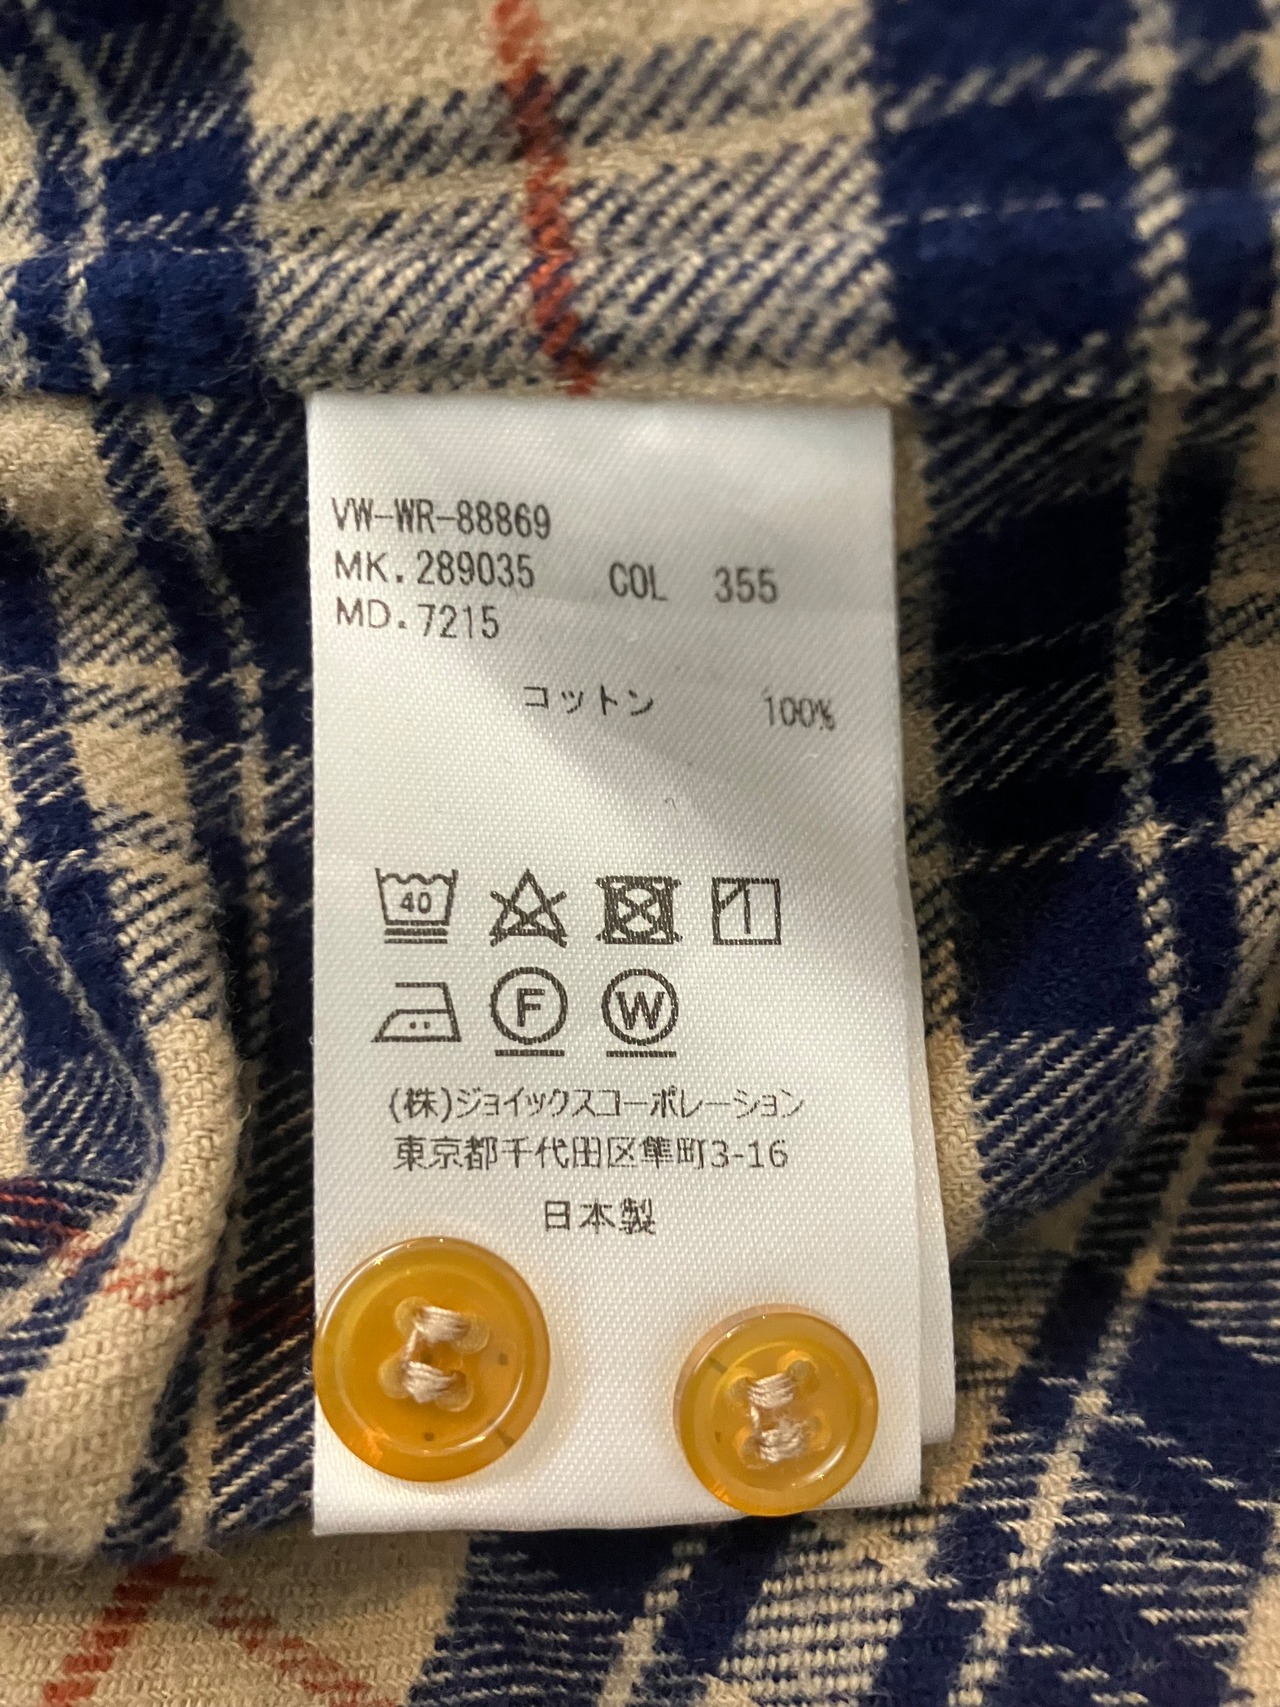 VW-WR-88869
MK.289035 COL 355
MD.7215
コットン 100%
40
F W
(株)ジョイックスコーポレーション
東京都千代田区隼町3-16
日本製